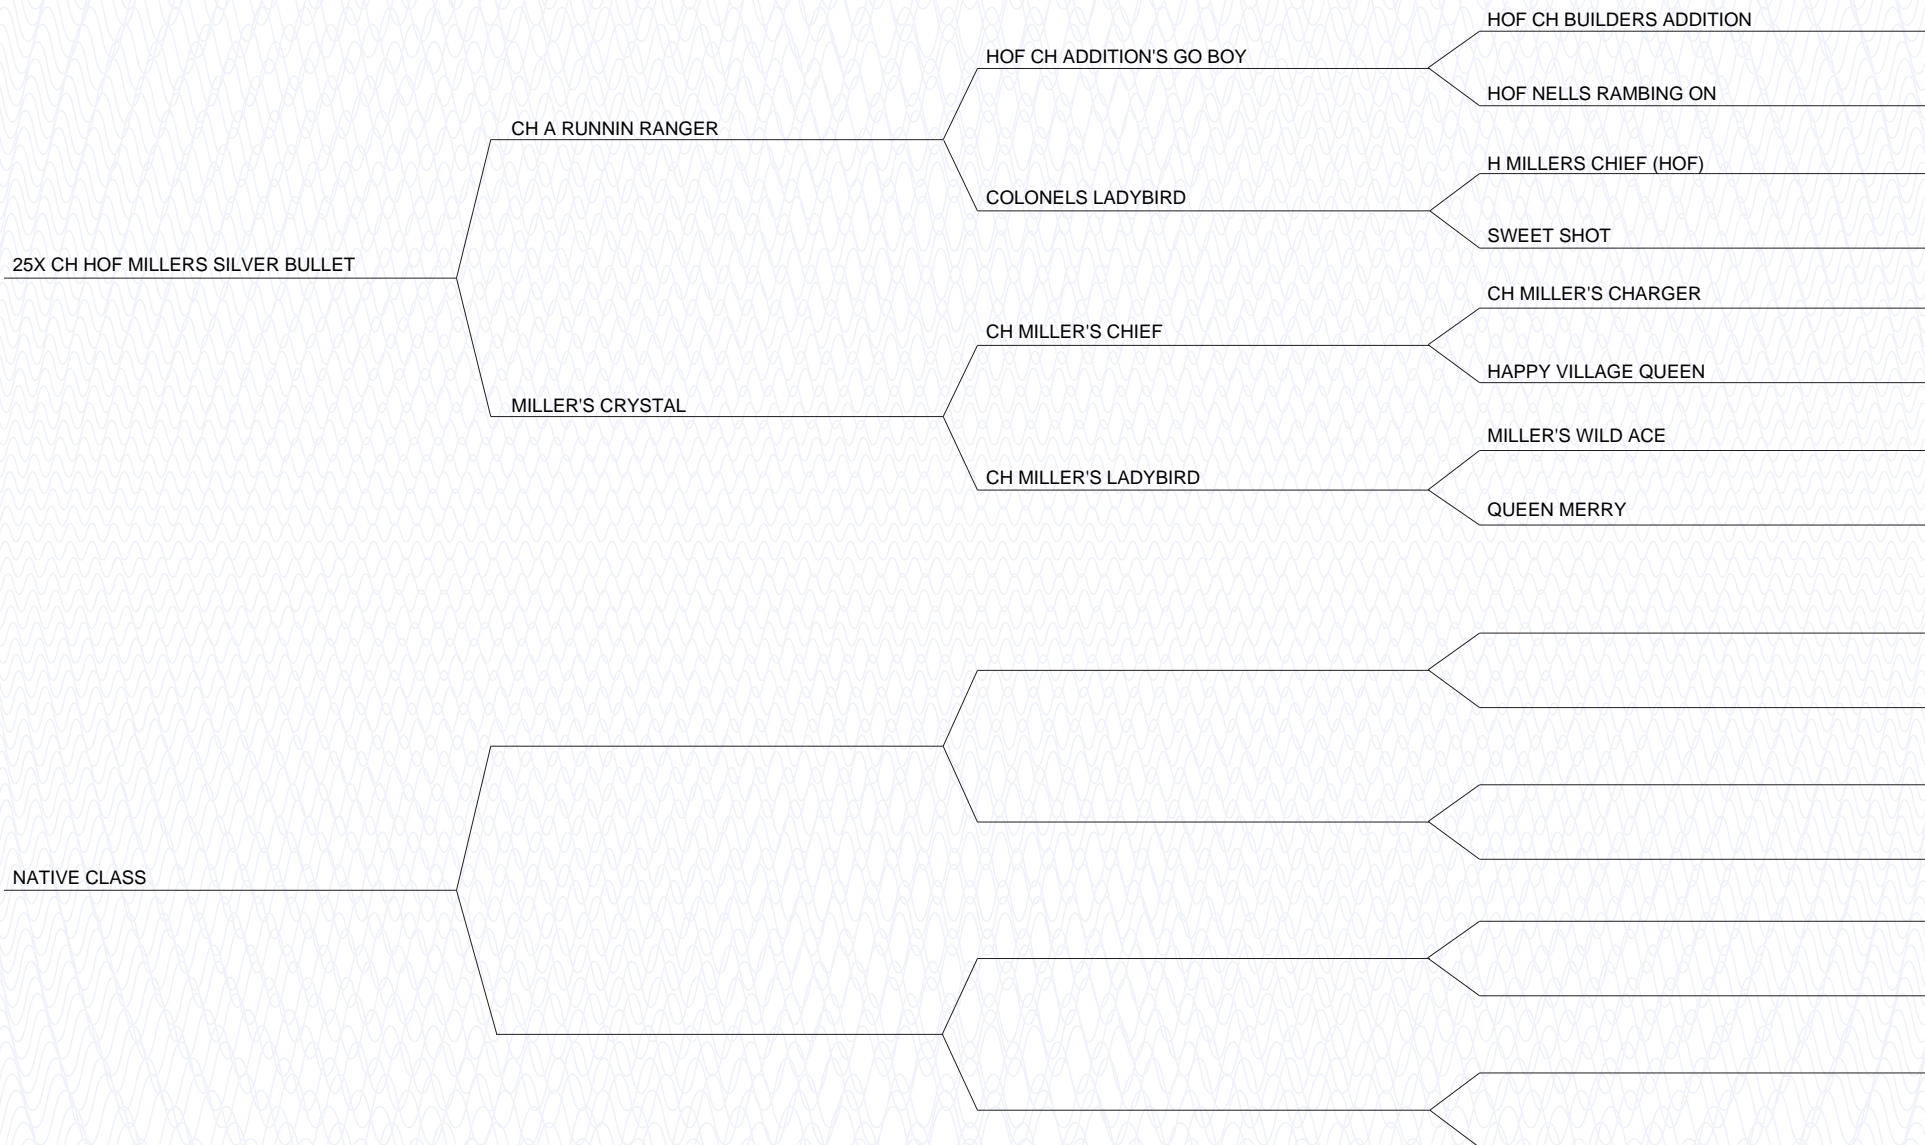 HOF CH BUILDERS ADDITION
HOF CH ADDITION'S GO BOY
HOF NELLS RAMBING ON
CH A RUNNIN RANGER
H MILLERS CHIEF (HOF)
COLONELS LADYBIRD
SWEET SHOT
25X CH HOF MILLERS SILVER BULLET
CH MILLER'S CHARGER
CH MILLER'S CHIEF
HAPPY VILLAGE QUEEN
MILLER'S CRYSTAL
MILLER'S WILD ACE
CH MILLER'S LADYBIRD
QUEEN MERRY
NATIVE CLASS